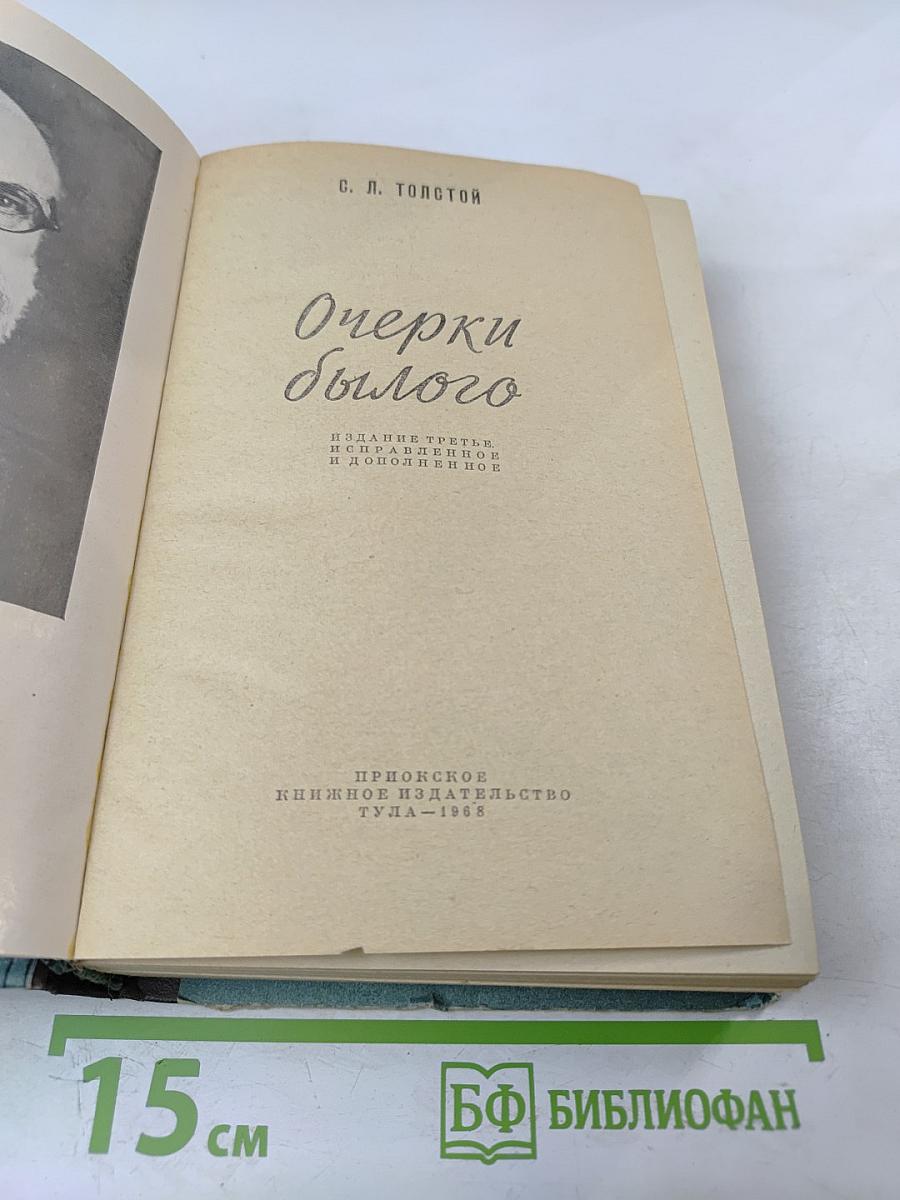 С. Л. ТОЛСТОЙ
Очерки
былого
ИЗДАНИЕ ТРЕТЬЕ,
ИСПРАВЛЕННОЕ
И ДОПОЛНЕННОЕ
ПРИОКСКОЕ
КНИЖНОЕ ИЗДАТЕЛЬСТВО
ТУЛА—1968
15 см
БФ БИБЛИОФАН